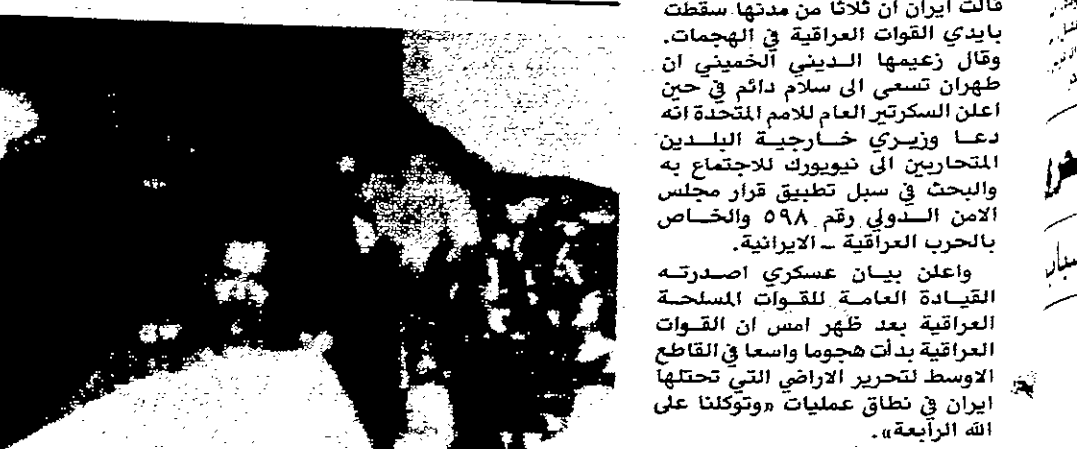 قالت ايران ان ثلاثا من مدنها سقطت
بايدي القوات العراقية في الهجمات.
وقال زعيمها الديني الخميني ان
طهران تسعى الى سلام دائم في حين
اعلن السكرتير العام للامم المتحدة انه
دعا وزيري خارجية البلدين
المتحاربين الى نيويورك للاجتماع به
والبحث في سبل تطبيق قرار مجلس
الامن الدولي رقم ٥٩٨ والخاص
بالحرب العراقية ـ الايرانية.
واعلن بيان عسكري اصدرته
القيادة العامة للقوات المسلحة
العراقية بعد ظهر امس ان القوات
العراقية بدأت هجوما واسعا في القاطع
الاوسط لتحرير الاراضي التي تحتلها
ايران في نطاق عمليات «وتوكلنا على
الله الرابعة».